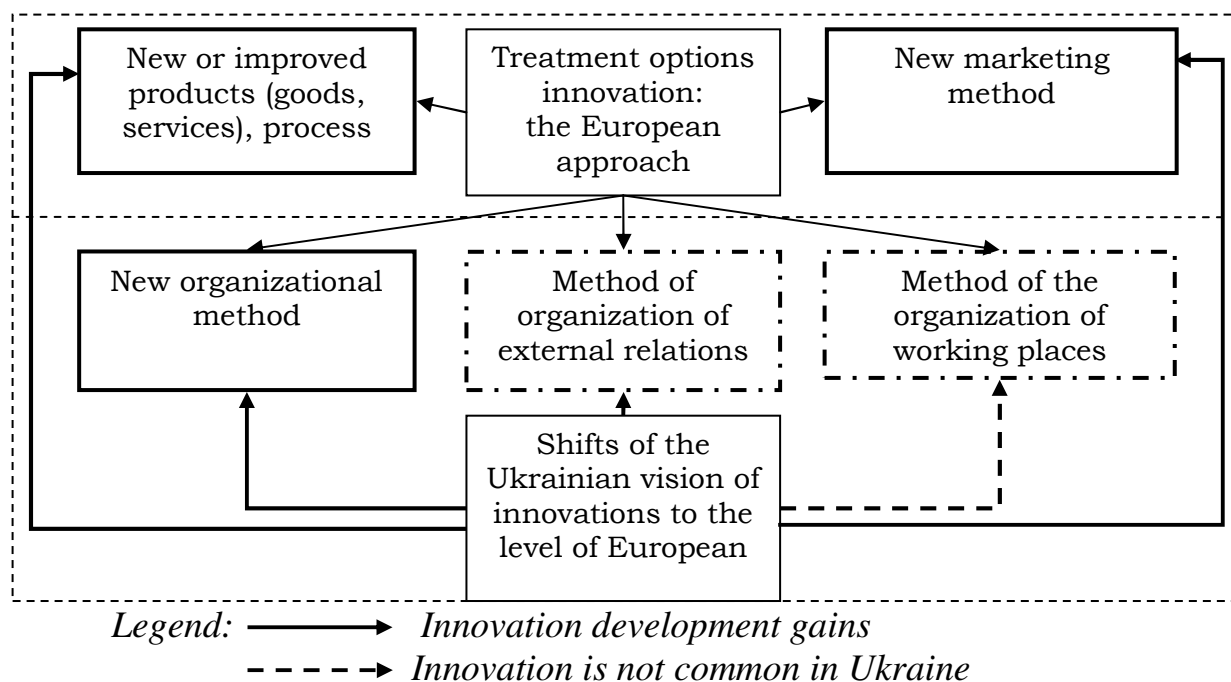 New or improved
products (goods,
services), process
Treatment options
innovation:
the European
approach
New marketing
method
New organizational
method
Method of
organization of
external relations
Method of the
organization of
working places
Shifts of the
Ukrainian vision of
innovations to the
level of European
Legend: Innovation development gains
Innovation is not common in Ukraine